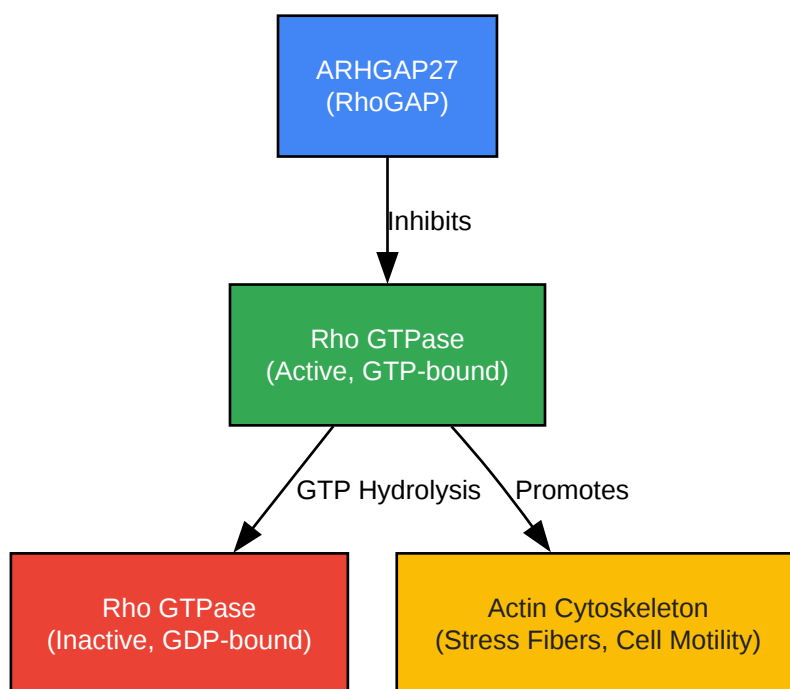 ARHGAP27
(RhoGAP)
Inhibits
Rho GTPase
(Active, GTP-bound)
GTP Hydrolysis
Promotes
Rho GTPase
(Inactive, GDP-bound)
Actin Cytoskeleton
(Stress Fibers, Cell Motility)